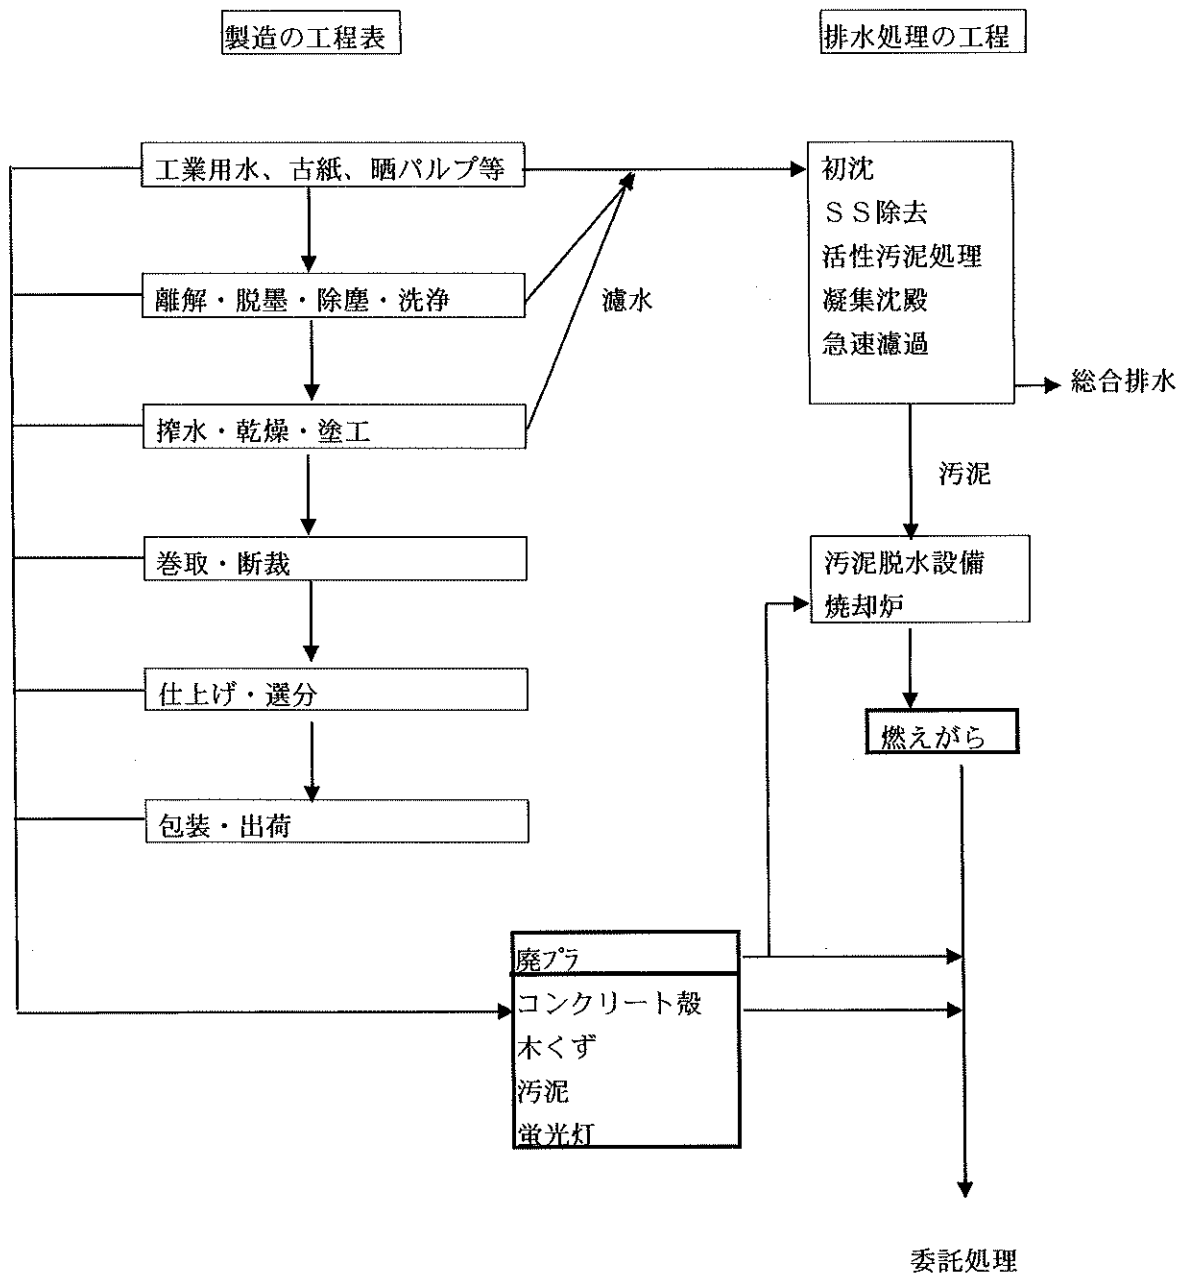 製造の工程表
排水処理の工程
工業用水、古紙、晒パルプ等
離解・脱墨・除塵・洗浄
搾水・乾燥・塗工
巻取・断裁
仕上げ・選分
包装・出荷
濾水
初沈
ＳＳ除去
活性汚泥処理
凝集沈殿
急速濾過
総合排水
汚泥
汚泥脱水設備
焼却炉
燃えがら
廃プラ
コンクリート殻
木くず
汚泥
蛍光灯
委託処理